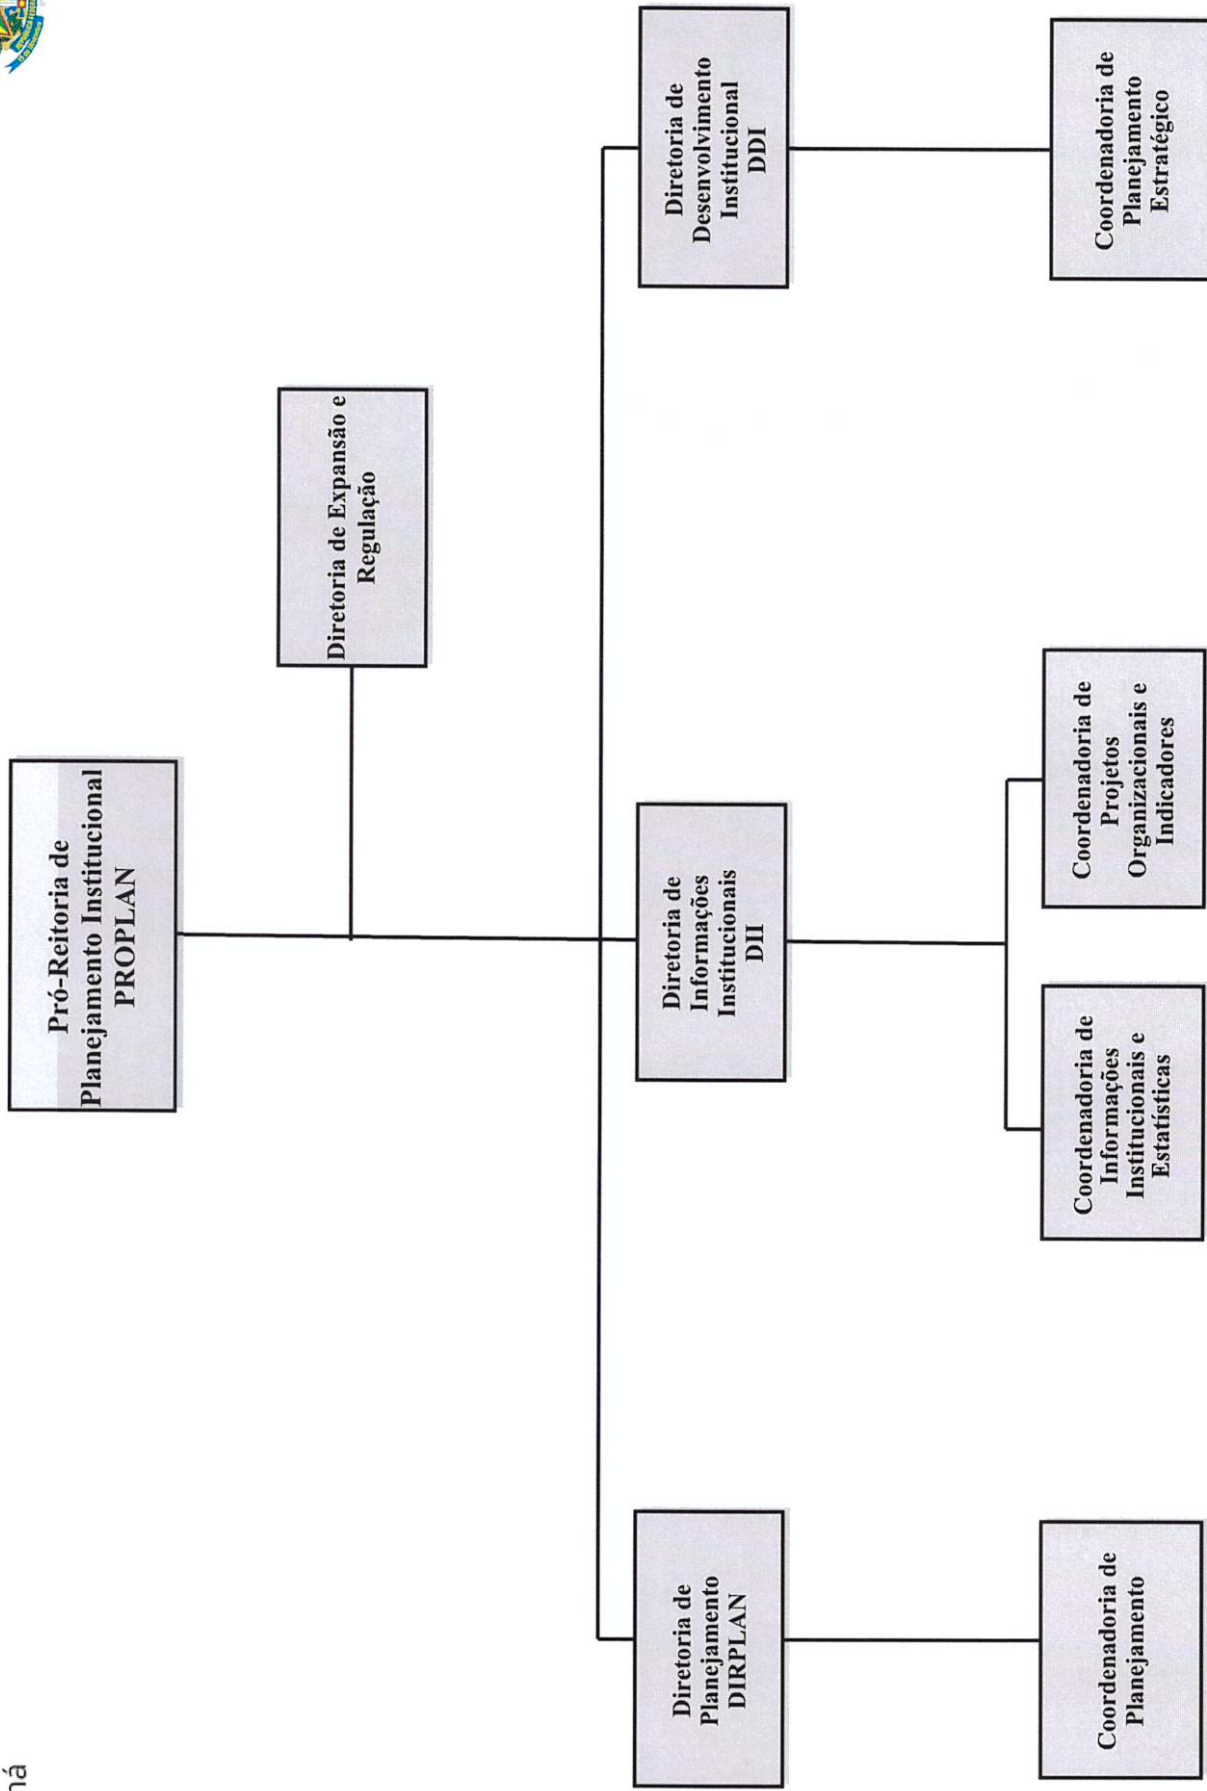 Pró-Reitoria de
Planejamento Institucional
PROPLAN
Diretoria de Expansão e
Regulação
Diretoria de
Planejamento
DIRPLAN
Diretoria de
Informações
Institucionais
DII
Diretoria de
Desenvolvimento
Institucional
DDI
Coordenadoria de
Planejamento
Coordenadoria de
Informações
Institucionais e
Estatísticas
Coordenadoria de
Projetos
Organizacionais e
Indicadores
Coordenadoria de
Planejamento
Estratégico